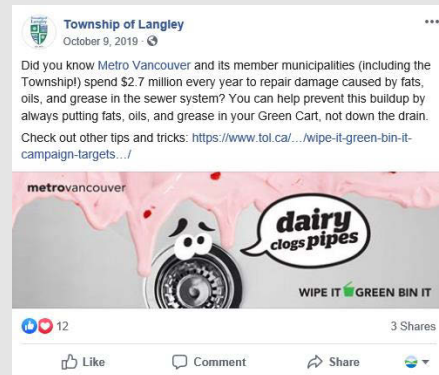 Township of Langley
October 9, 2019 ·
Did you know Metro Vancouver and its member municipalities (including the
Township!) spend $2.7 million every year to repair damage caused by fats,
oils, and grease in the sewer system? You can help prevent this buildup by
always putting fats, oils, and grease in your Green Cart, not down the drain.
Check out other tips and tricks: https://www.tol.ca/.../wipe-it-green-bin-it-
campaign-targets.../
metrovancouver
dairy
clogs pipes
WIPE IT GREEN BIN IT
12
3 Shares
Like Comment Share